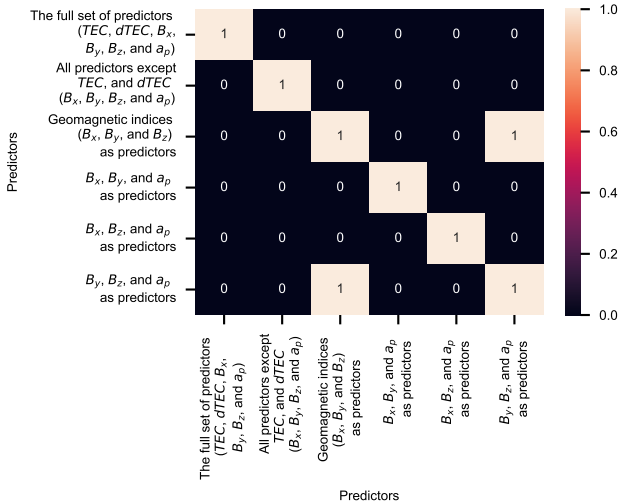 The full set of predictors
(TEC, dTEC, Bx,
By, Bz, and ap)
All predictors except
TEC, and dTEC
(Bx, By, Bz, and ap)
Geomagnetic indices
(Bx, By, and Bz)
as predictors
Bx, By, and ap
as predictors
Bx, Bz, and ap
as predictors
By, Bz, and ap
as predictors
Predictors
1 0 0 0 0 0
0 1 0 0 0 0
0 0 1 0 0 1
0 0 0 1 0 0
0 0 0 0 1 0
0 0 1 0 0 1
1.0
0.8
0.6
0.4
0.2
0.0
The full set of predictors
(TEC, dTEC, Bx,
By, Bz, and ap)
All predictors except
TEC, and dTEC
(Bx, By, Bz, and ap)
Geomagnetic indices
(Bx, By, and Bz)
as predictors
Bx, By, and ap
as predictors
Bx, Bz, and ap
as predictors
By, Bz, and ap
as predictors
Predictors